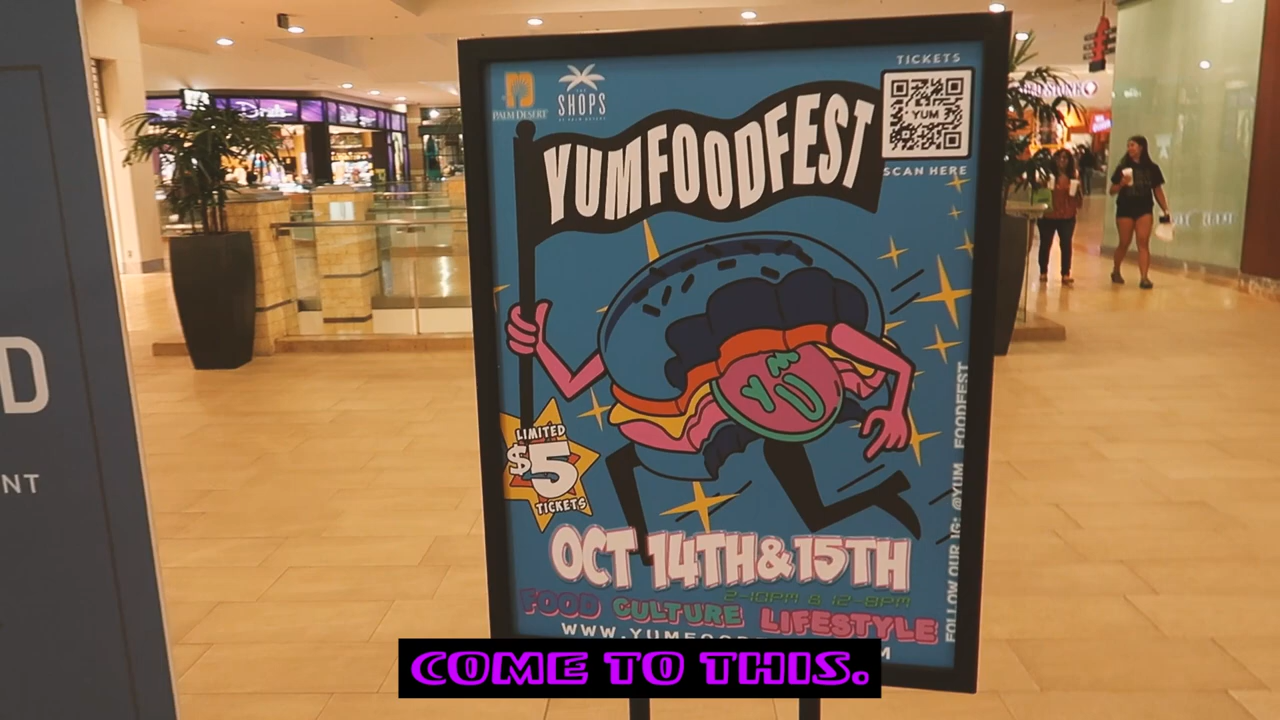 TICKETS
PALM DESERT
THE
SHOPS
AT PALM DESERT
YUM
YUMFOODFEST
SCAN HERE
YUM
LIMITED
$5
TICKETS
OCT 14TH&15TH
2-10PM & 12-8PM
FOOD CULTURE LIFESTYLE
FOLLOW OUR IG: @YUM_FOODFEST
D
NT
COME TO THIS.